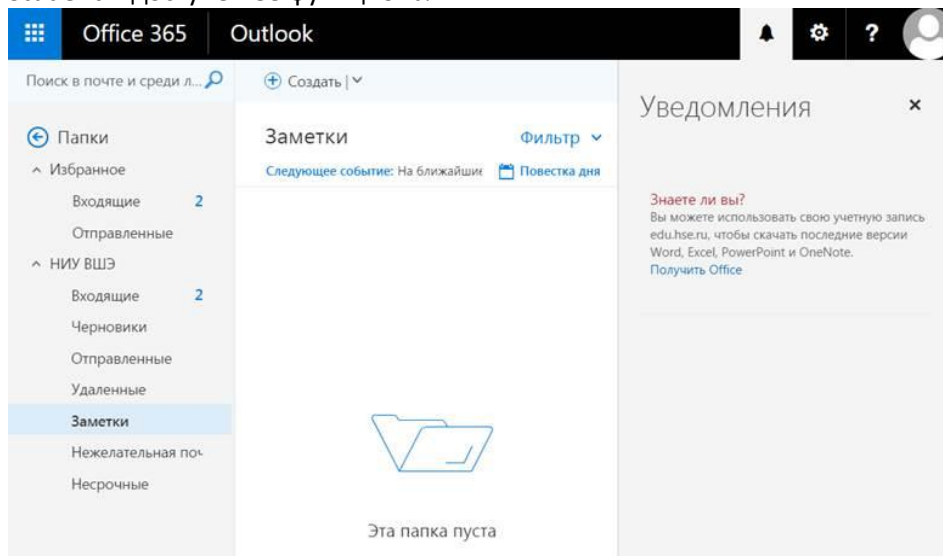 Office 365 Outlook ?
Поиск в почте и среди л...
Создать
Папки
Избранное
Входящие 2
Отправленные
НИУ ВШЭ
Входящие 2
Черновики
Отправленные
Удаленные
Заметки
Нежелательная поч
Несрочные
Заметки Фильтр
Следующее событие: На ближайшие Повестка дня
Эта папка пуста
Уведомления ×
Знаете ли вы?
Вы можете использовать свою учетную запись
edu.hse.ru, чтобы скачать последние версии
Word, Excel, PowerPoint и OneNote.
Получить Office